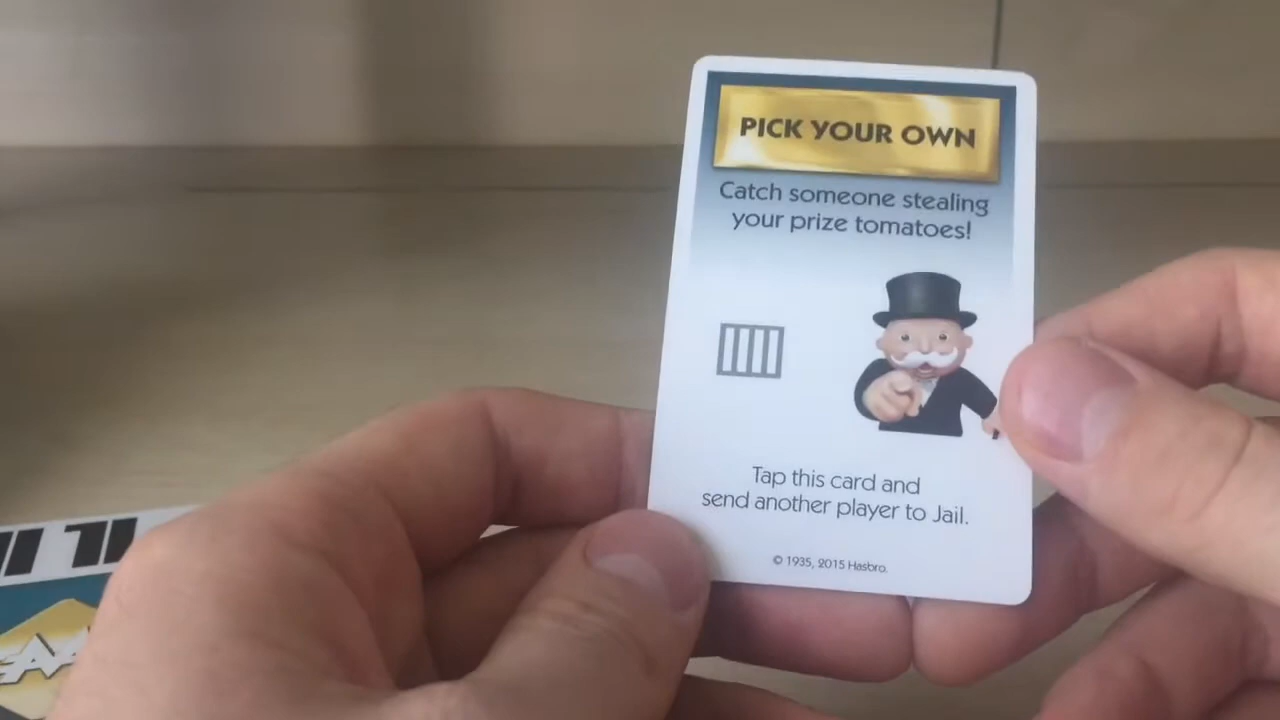 PICK YOUR OWN
Catch someone stealing
your prize tomatoes!
Tap this card and
send another player to Jail.
© 1935, 2015 Hasbro.